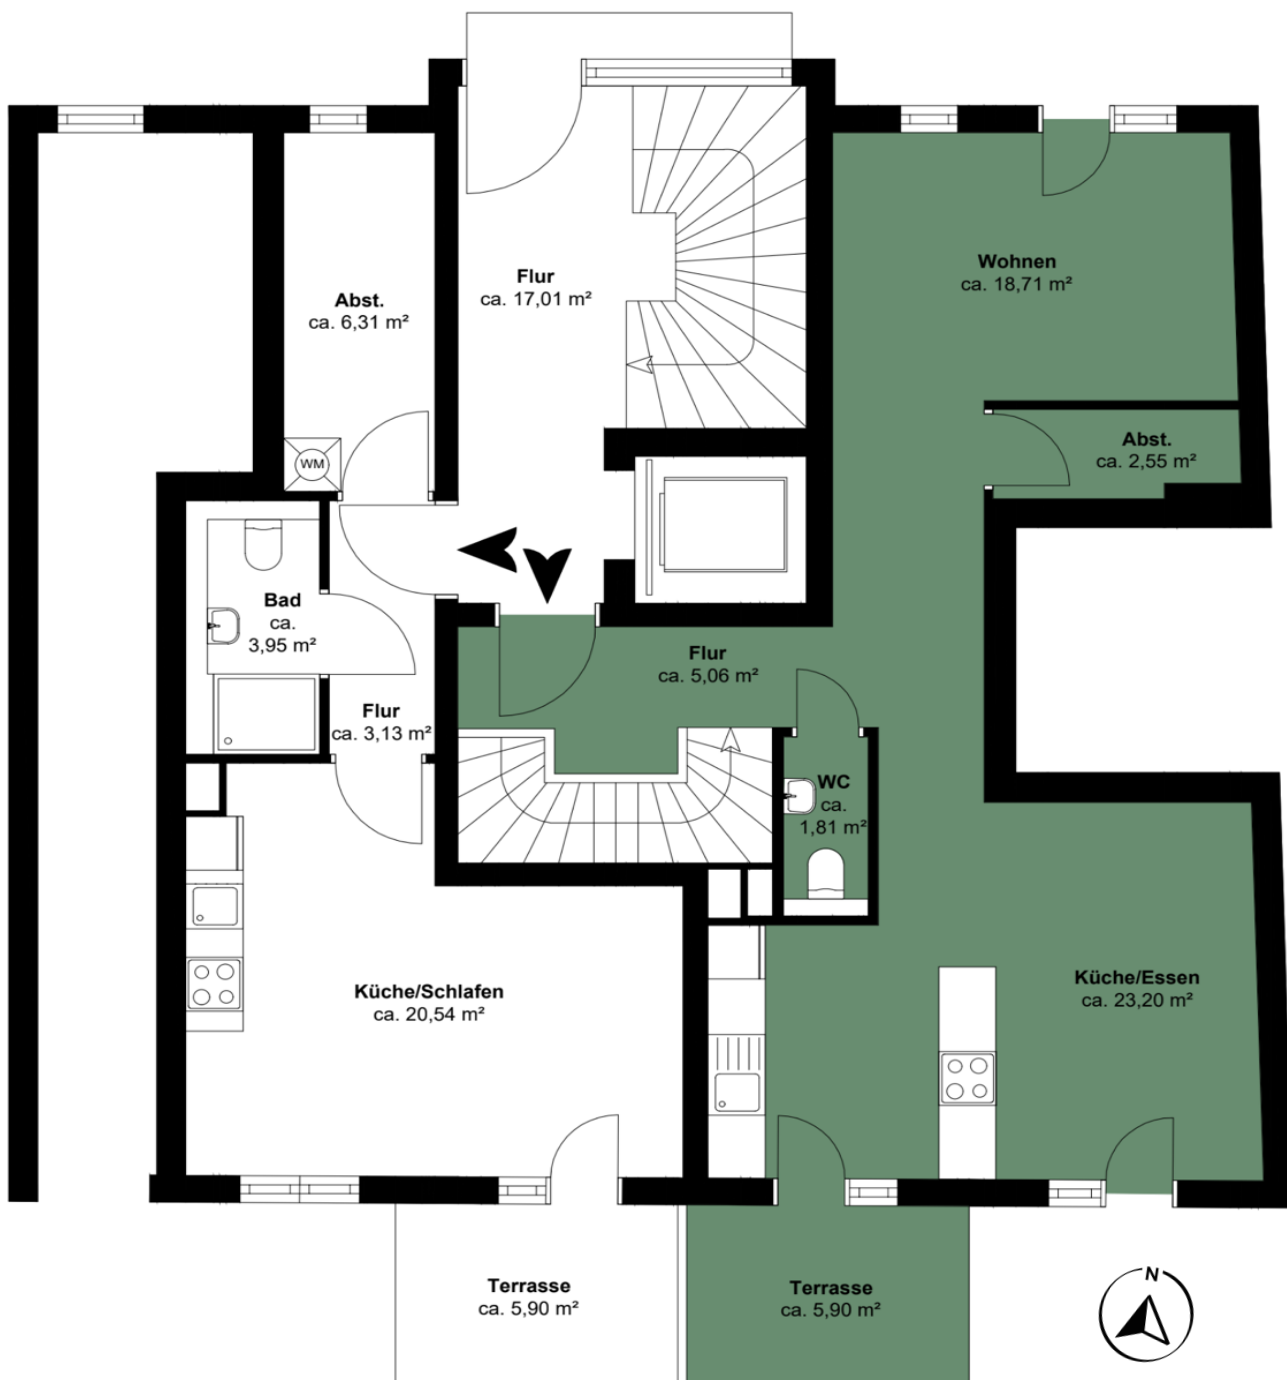 Wohnen
ca. 18,71 m²
Flur
ca. 17,01 m²
Abst.
ca. 6,31 m²
Abst.
ca. 2,55 m²
WM
Bad
ca.
3,95 m²
Flur
ca. 5,06 m²
Flur
ca. 3,13 m²
WC
ca.
1,81 m²
Küche/Schlafen
ca. 20,54 m²
Küche/Essen
ca. 23,20 m²
Terrasse
ca. 5,90 m²
Terrasse
ca. 5,90 m²
N